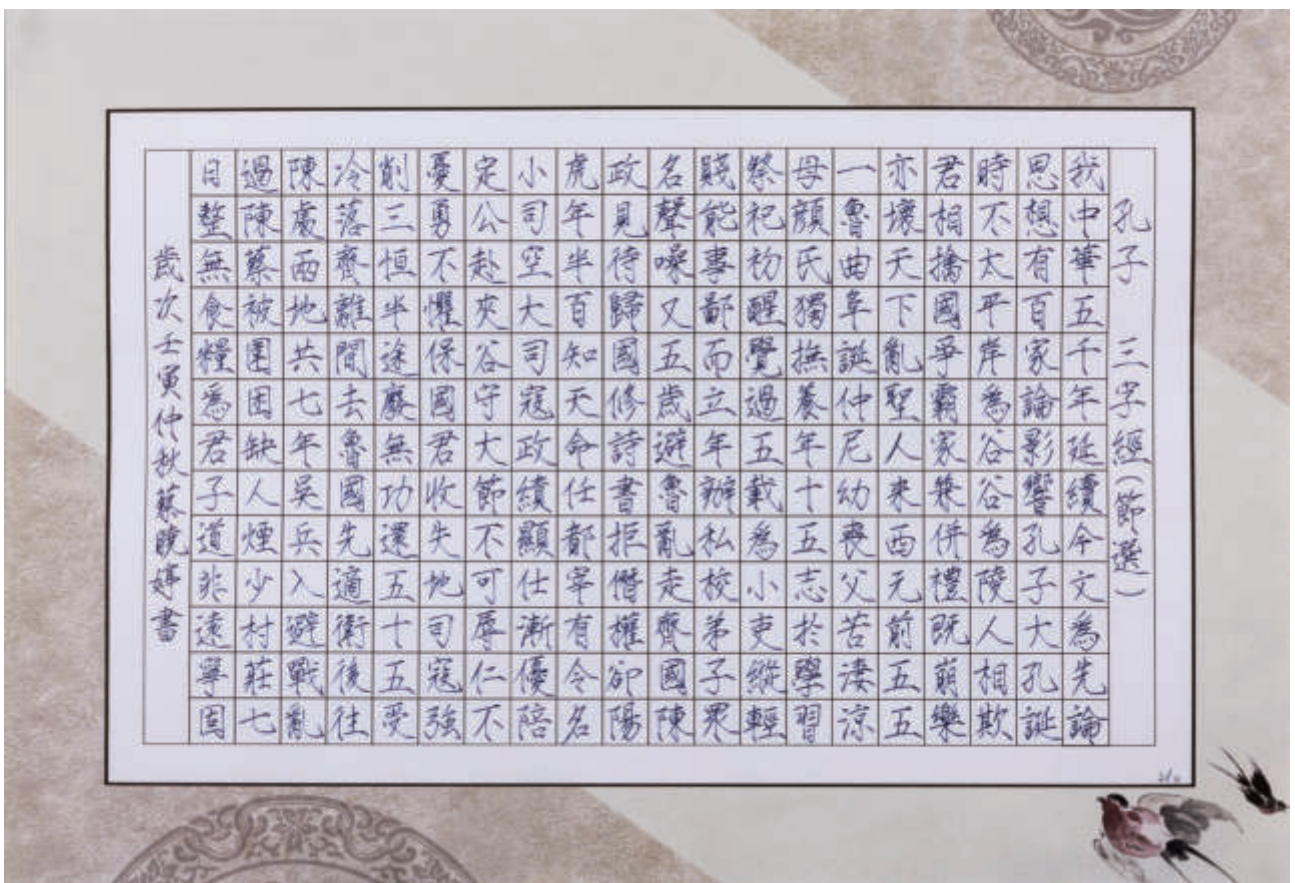 孔子 三字經(節選)
我中華五千年延續今文為先論
思想有百家論影響孔子大孔誕
時不太平岸為谷谷為陵人相欺
君相擒國爭霸家兼併禮既崩樂
亦壞天下亂聖人來西元前五五
一魯曲阜誕仲尼幼喪父苦淒涼
母顏氏獨撫養年十五志於學習
祭祀初醒覺過五載為小吏縱輕
賤能事鄙而立年辦私校弟子眾
名聲噪又五歲避魯亂走齊國陳
政見待歸國修詩書拒僭權卻陽
虎年半百知天命任都宰有令名
小司空大司寇政績顯仕漸優陪
定公赴夾谷守大節不可辱仁不
憂勇不懼保國君收失地司寇強
削三恒半途廢無功還五十五受
冷落齊離間去魯國先適衛後往
陳處兩地共七年吳兵入避戰亂
過陳蔡被圍困缺人煙少村莊七
日整無食糧為君子道非遠寧固
歲次壬寅仲秋蔡曉婷書